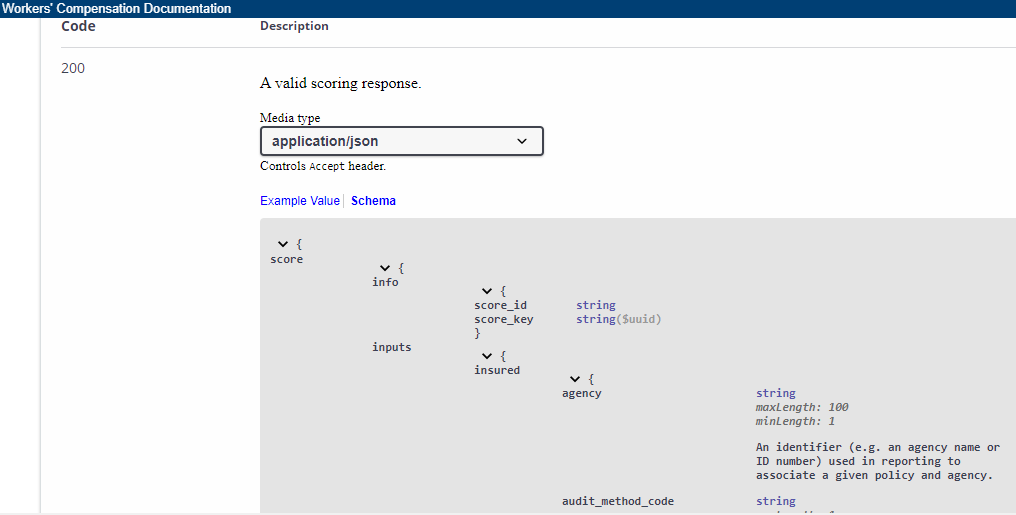 Workers' Compensation Documentation
Code Description
200
A valid scoring response.
Media type
application/json
Controls Accept header.
Example Value Schema
{
score
{
info
{
score_id string
score_key string($uuid)
}
inputs
{
insured
{
agency string
maxLength: 100
minLength: 1
An identifier (e.g. an agency name or
ID number) used in reporting to
associate a given policy and agency.
audit_method_code string